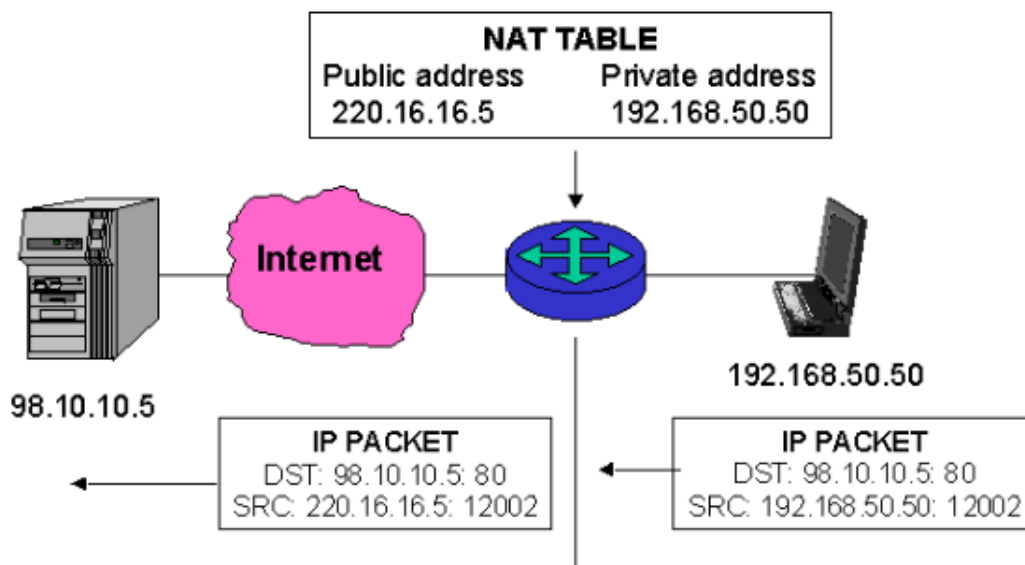 NAT TABLE
Public address Private address
220.16.16.5 192.168.50.50
Internet
98.10.10.5
192.168.50.50
IP PACKET
DST: 98.10.10.5: 80
SRC: 220.16.16.5: 12002
IP PACKET
DST: 98.10.10.5: 80
SRC: 192.168.50.50: 12002